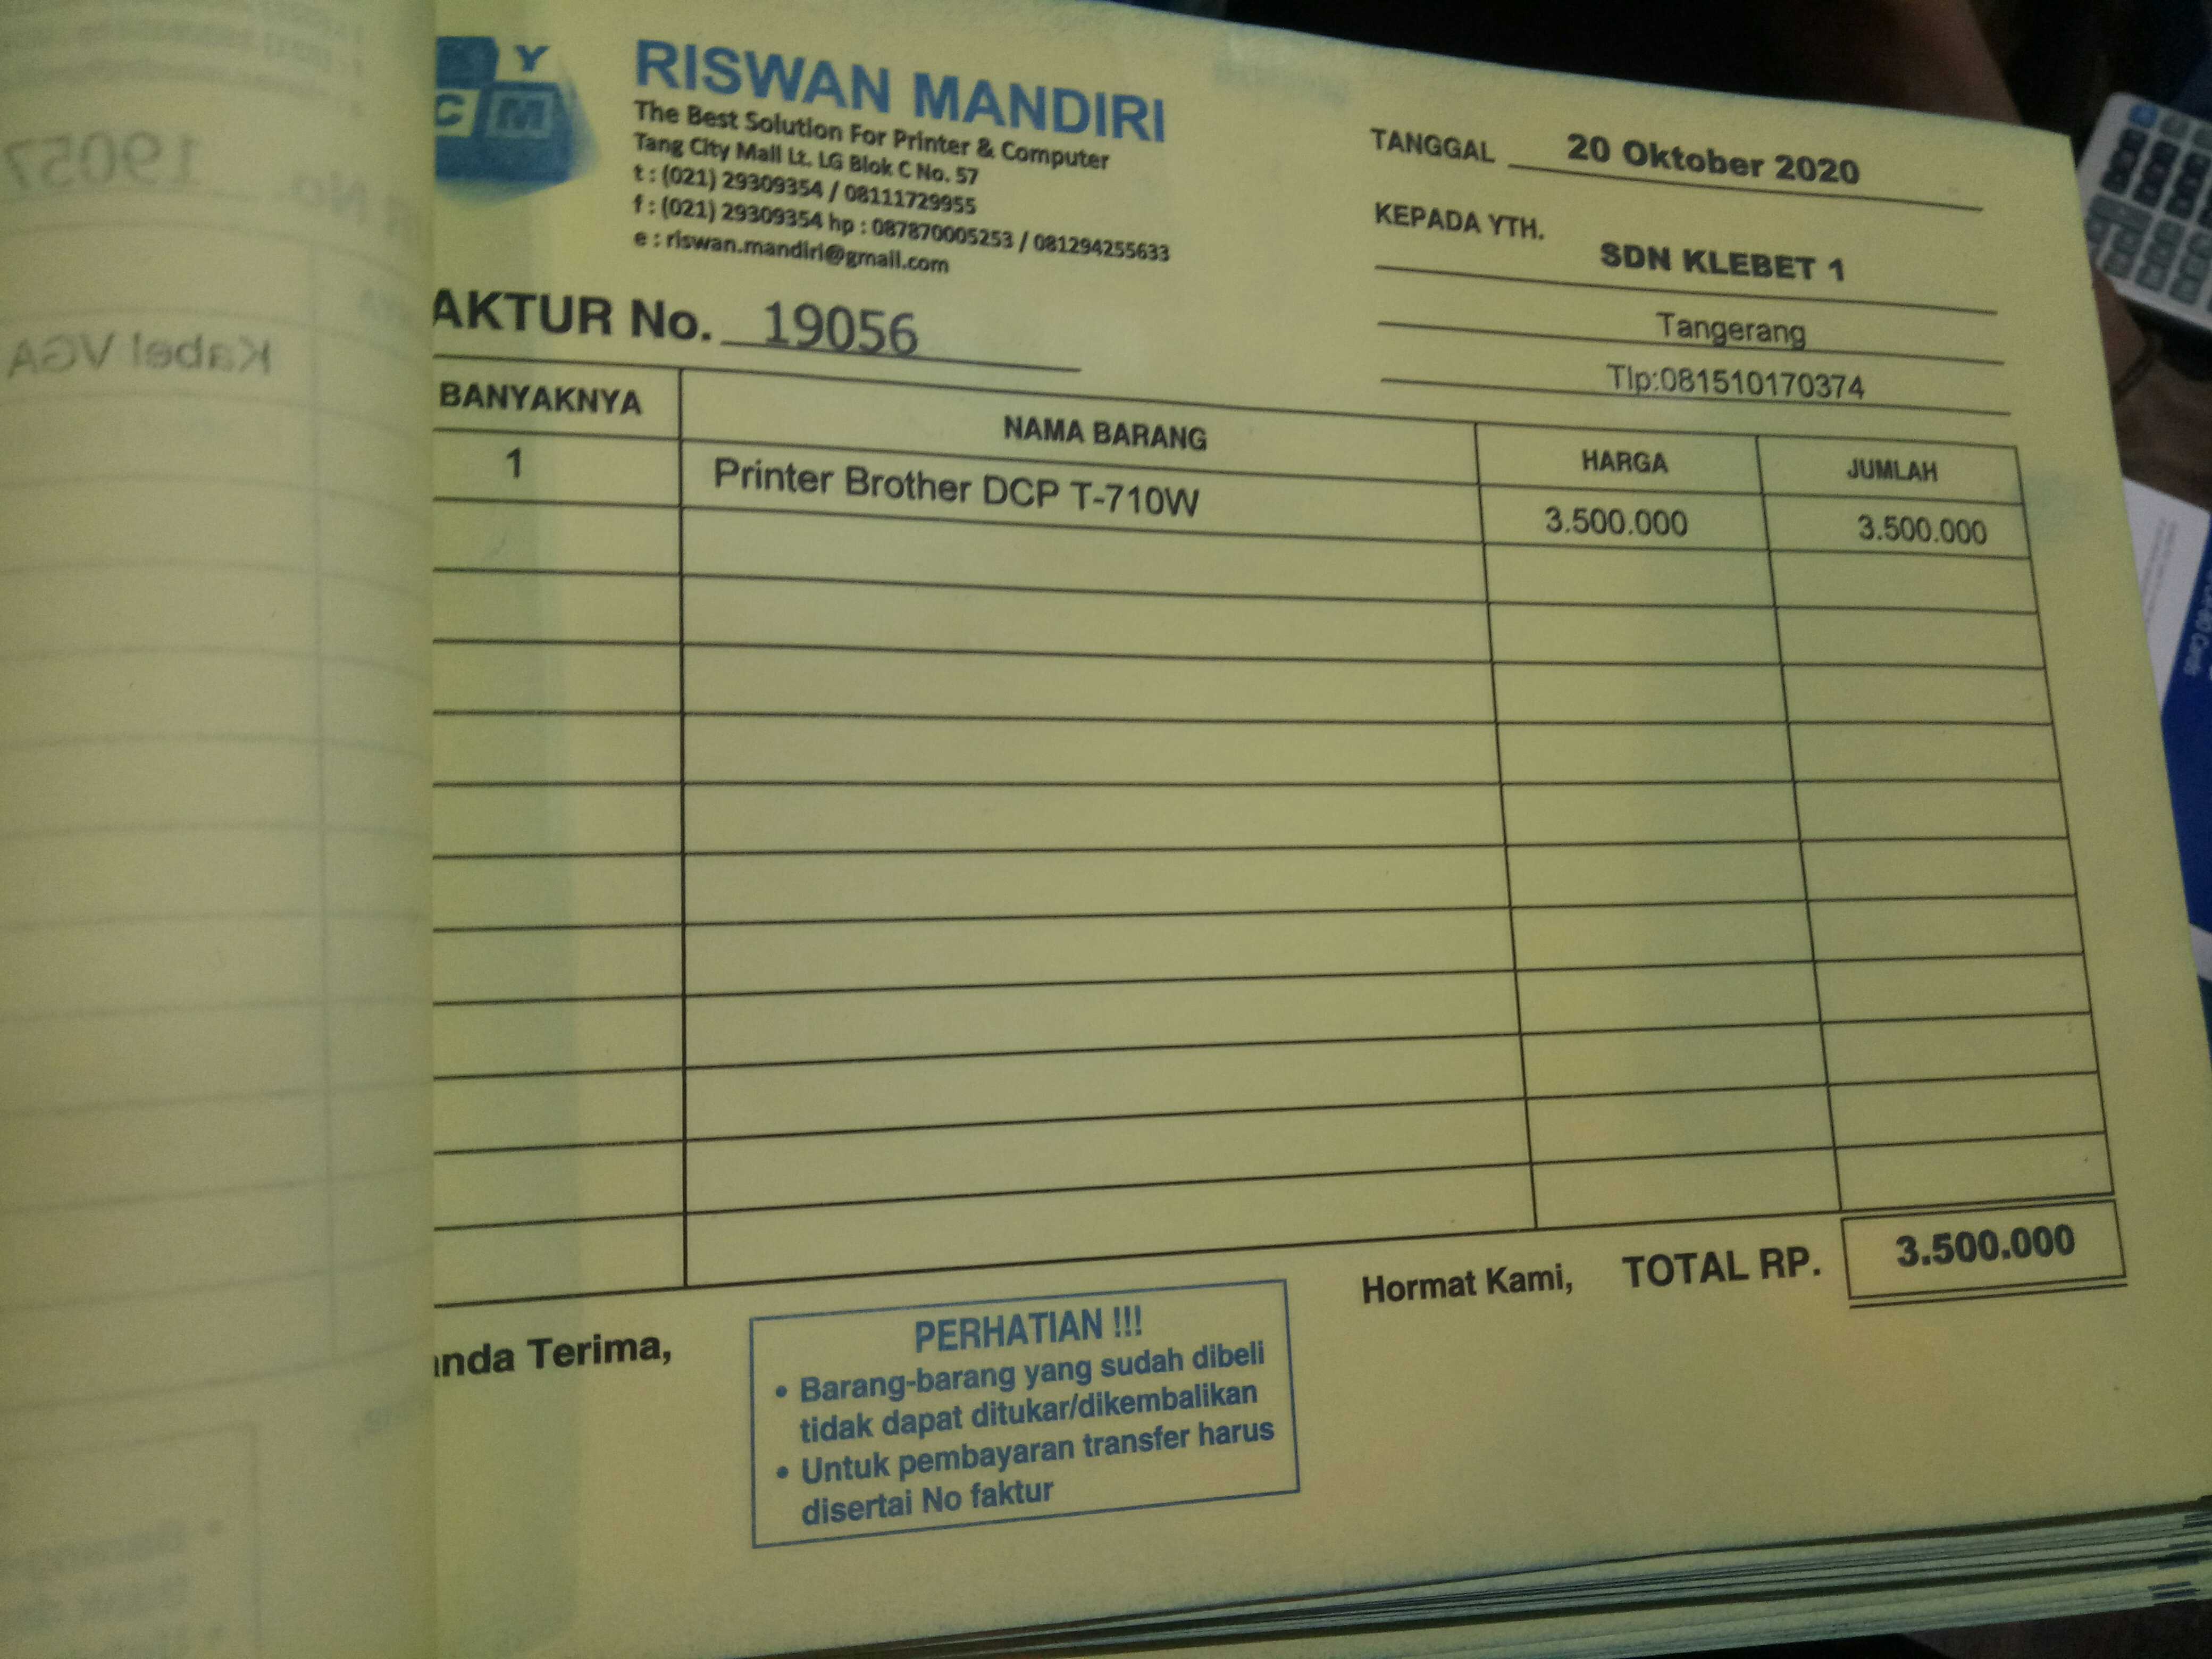 Y
C M
RISWAN MANDIRI
The Best Solution For Printer & Computer
Tang City Mall Lt. LG Blok C No. 57
t : (021) 29309354 / 08111729955
f : (021) 29309354 hp : 087870005253 / 081294255633
e : riswan.mandiri@gmail.com
TANGGAL 20 Oktober 2020
KEPADA YTH.
SDN KLEBET 1
Tangerang
Tlp:081510170374
AKTUR No. 19056
BANYAKNYA NAMA BARANG HARGA JUMLAH
1 Printer Brother DCP T-710W 3.500.000 3.500.000
Hormat Kami, TOTAL RP. 3.500.000
anda Terima,
PERHATIAN !!!
• Barang-barang yang sudah dibeli
tidak dapat ditukar/dikembalikan
• Untuk pembayaran transfer harus
disertai No faktur
19057
Kabel VGA